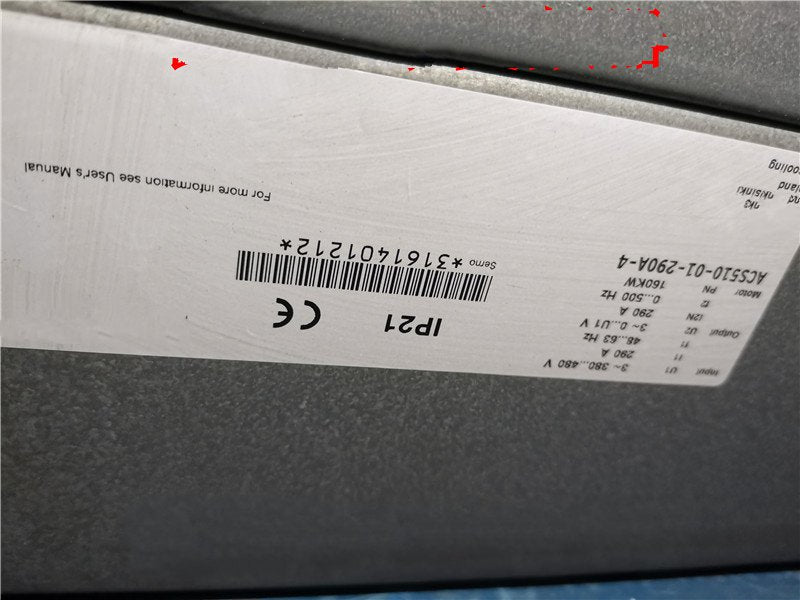 Input U1 3~ 380...480 V
I1 290 A
f1 48...63 Hz
Output U2 3~ 0...U1 V
I2N 290 A
f2 0...500 Hz
Motor PN 160KW
ACS510-01-290A-4
IP21
CE
Serno *31614012112*
For more information see User's Manual
cooling